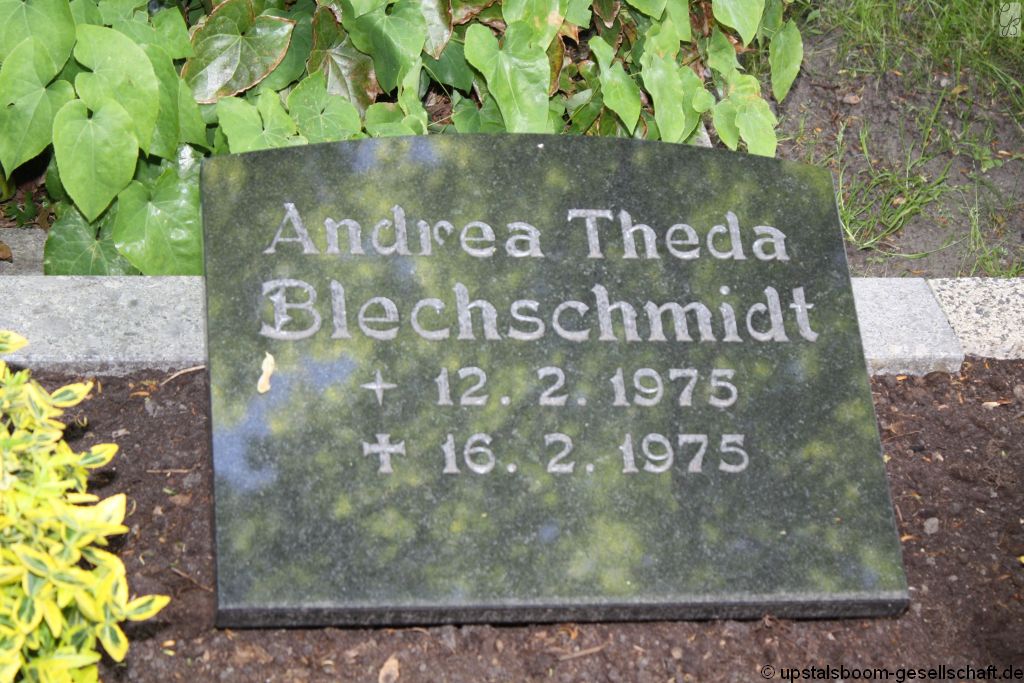 Andrea Theda
Blechschmidt
12. 2. 1975
16. 2. 1975
© upstalsboom-gesellschaft.de